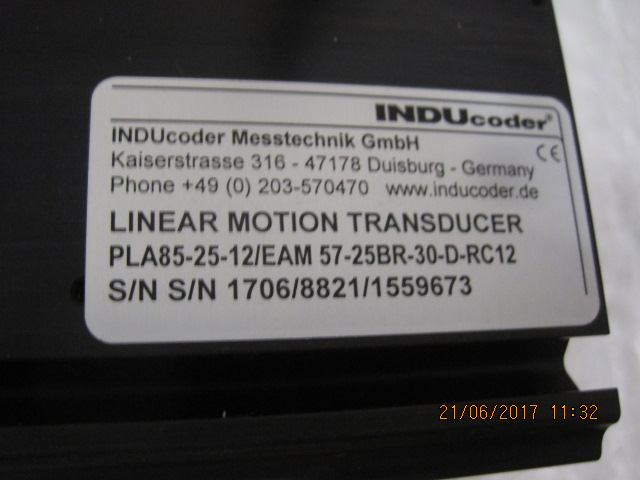 INDUcoder®
INDUcoder Messtechnik GmbH
CE
Kaiserstrasse 316 - 47178 Duisburg - Germany
Phone +49 (0) 203-570470 www.inducoder.de
LINEAR MOTION TRANSDUCER
PLA85-25-12/EAM 57-25BR-30-D-RC12
S/N S/N 1706/8821/1559673
21/06/2017 11:32